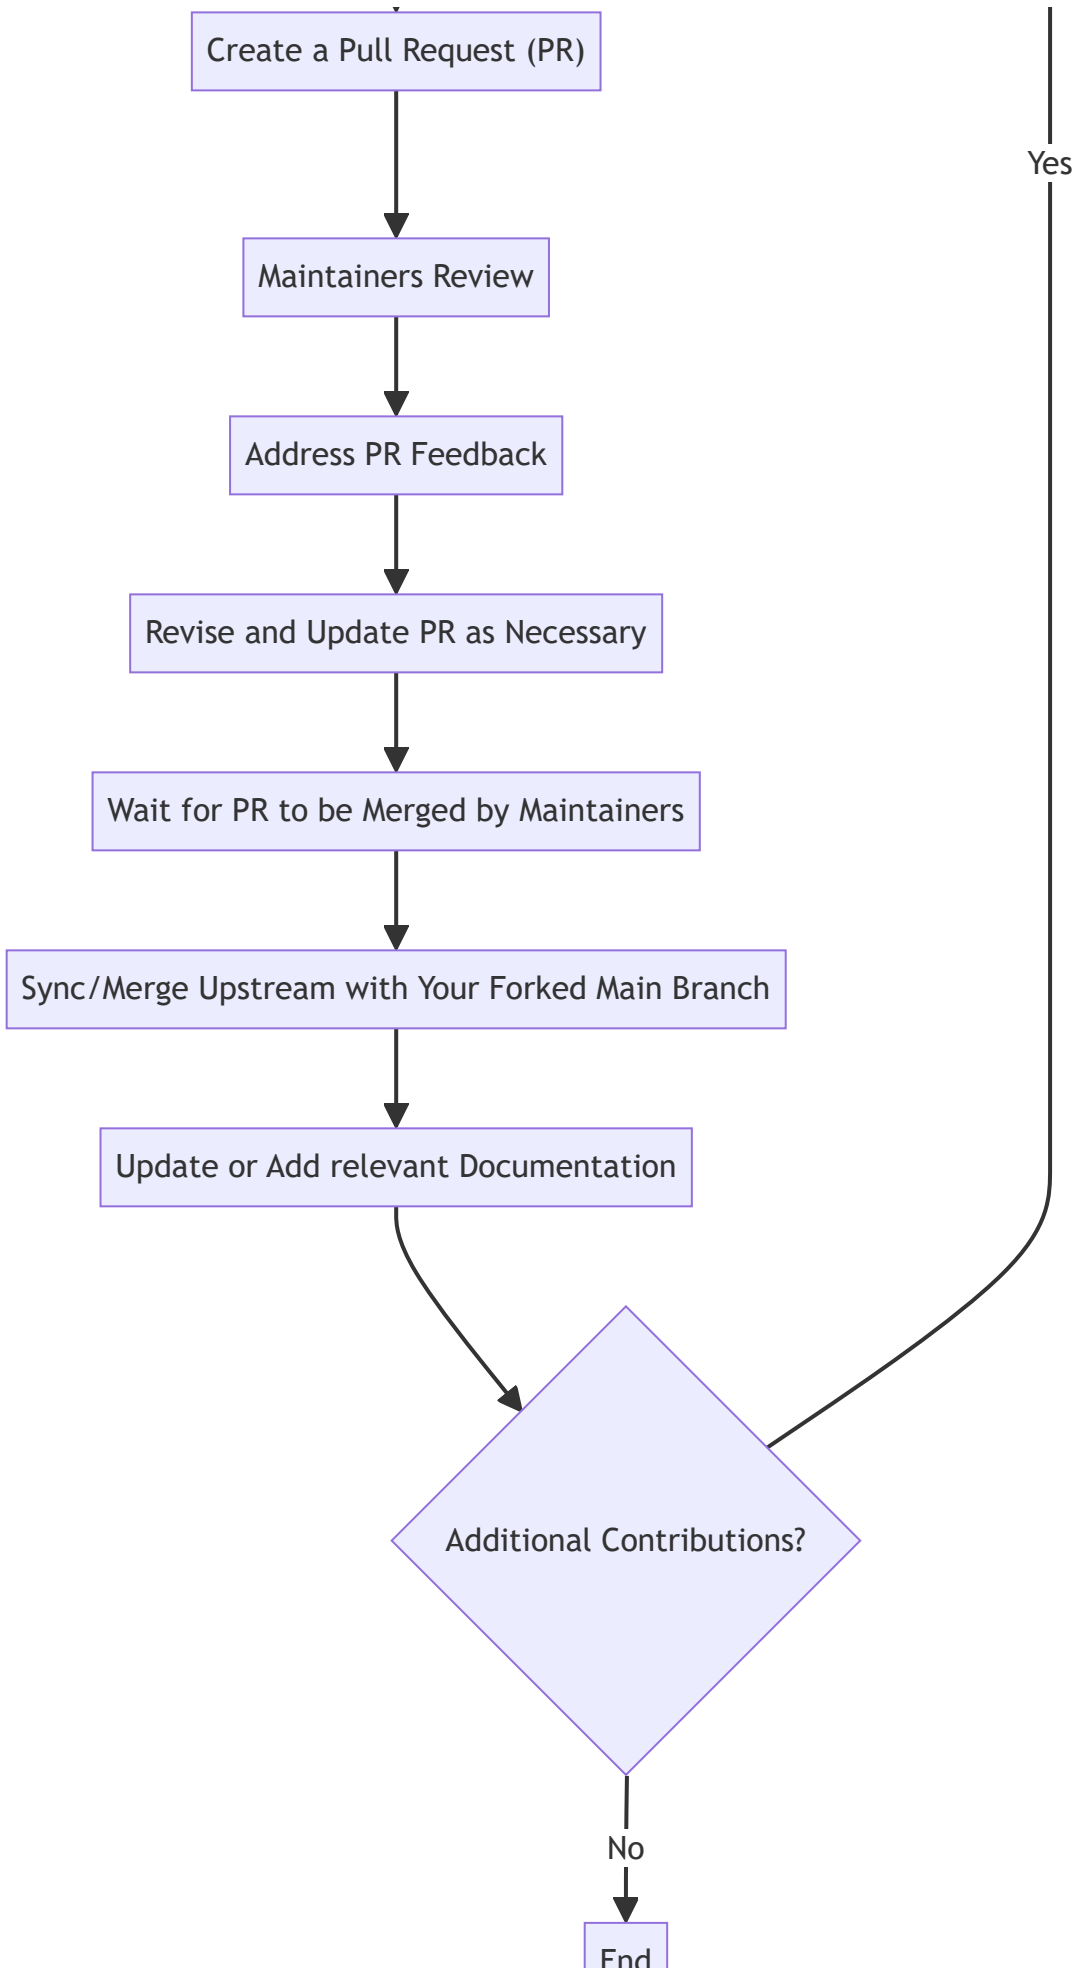 Create a Pull Request (PR)
Yes
Maintainers Review
Address PR Feedback
Revise and Update PR as Necessary
Wait for PR to be Merged by Maintainers
Sync/Merge Upstream with Your Forked Main Branch
Update or Add relevant Documentation
Additional Contributions?
No
End